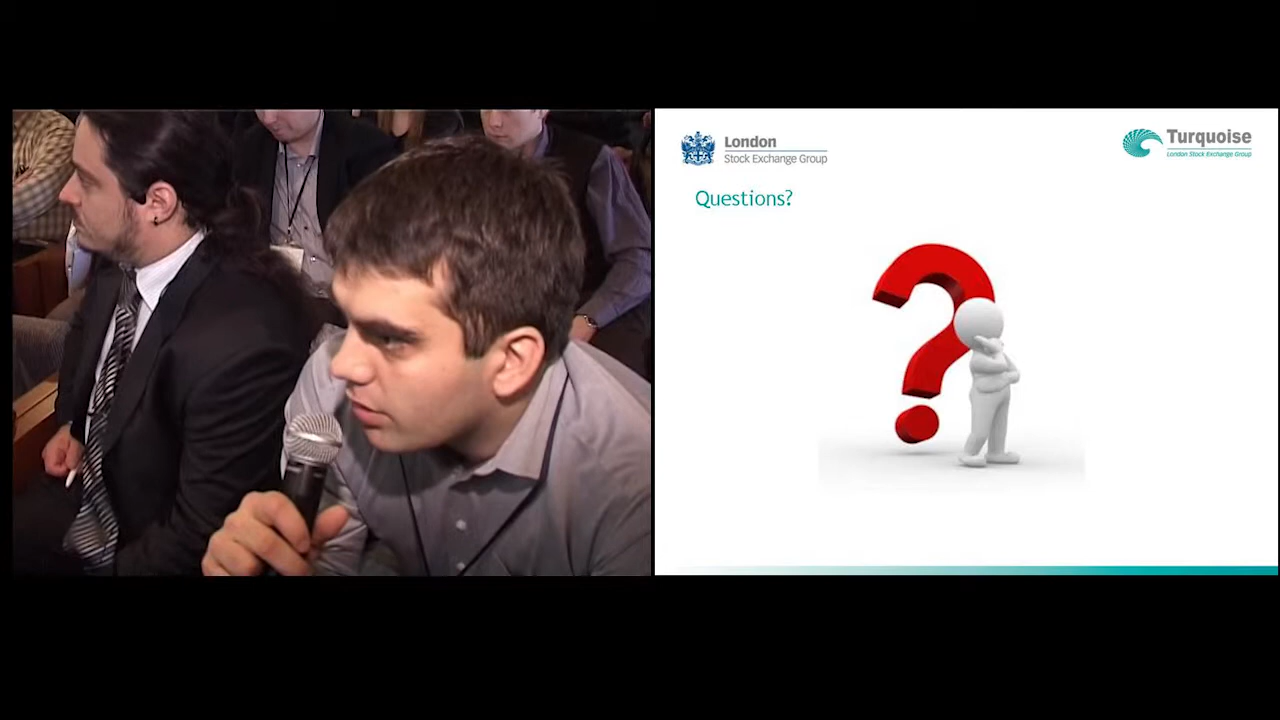 London
Stock Exchange Group
Turquoise
London Stock Exchange Group
Questions?